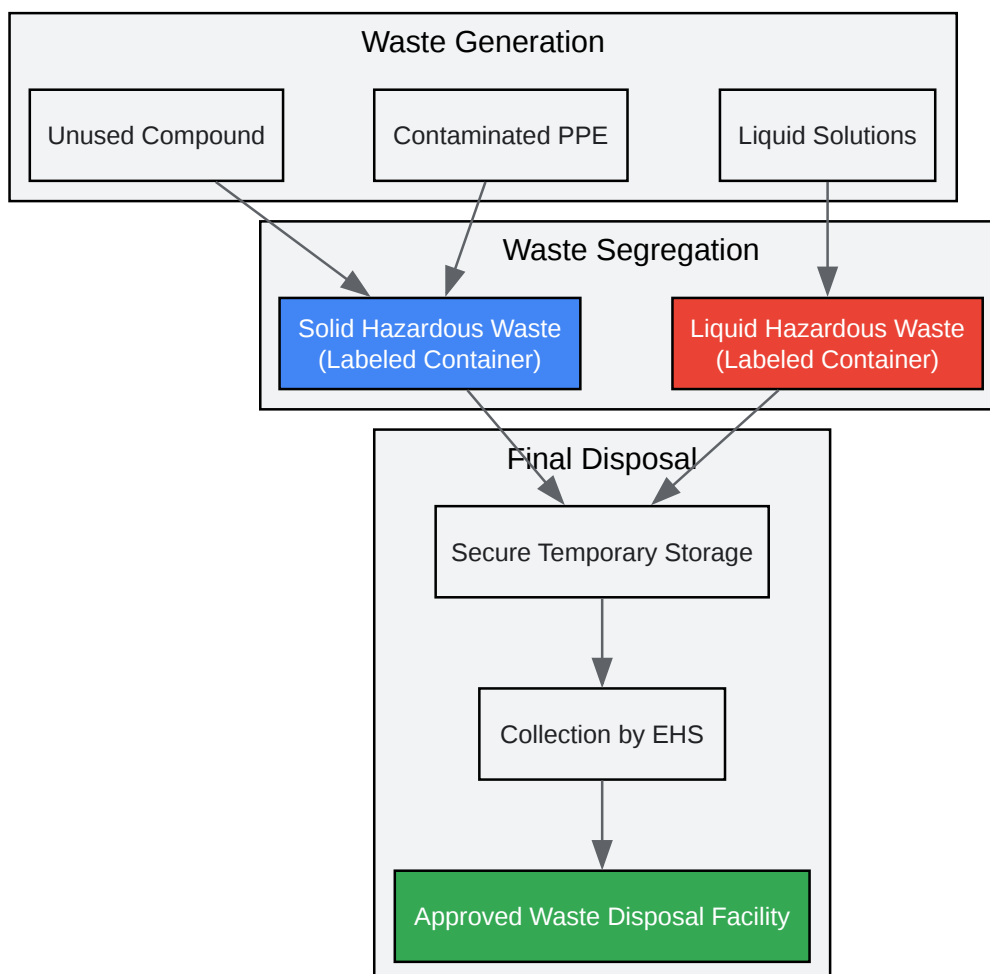 Waste Generation
Unused Compound
Contaminated PPE
Liquid Solutions
Waste Segregation
Solid Hazardous Waste
(Labeled Container)
Liquid Hazardous Waste
(Labeled Container)
Final Disposal
Secure Temporary Storage
Collection by EHS
Approved Waste Disposal Facility